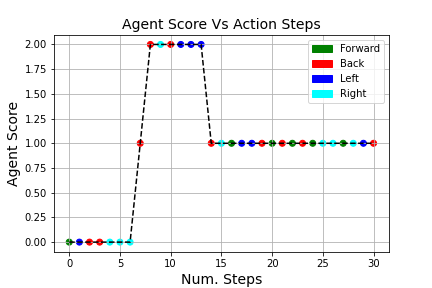 Agent Score Vs Action Steps
2.00
1.75
1.50
1.25
1.00
0.75
0.50
0.25
0.00
Agent Score
Forward
Back
Left
Right
0 5 10 15 20 25 30
Num. Steps